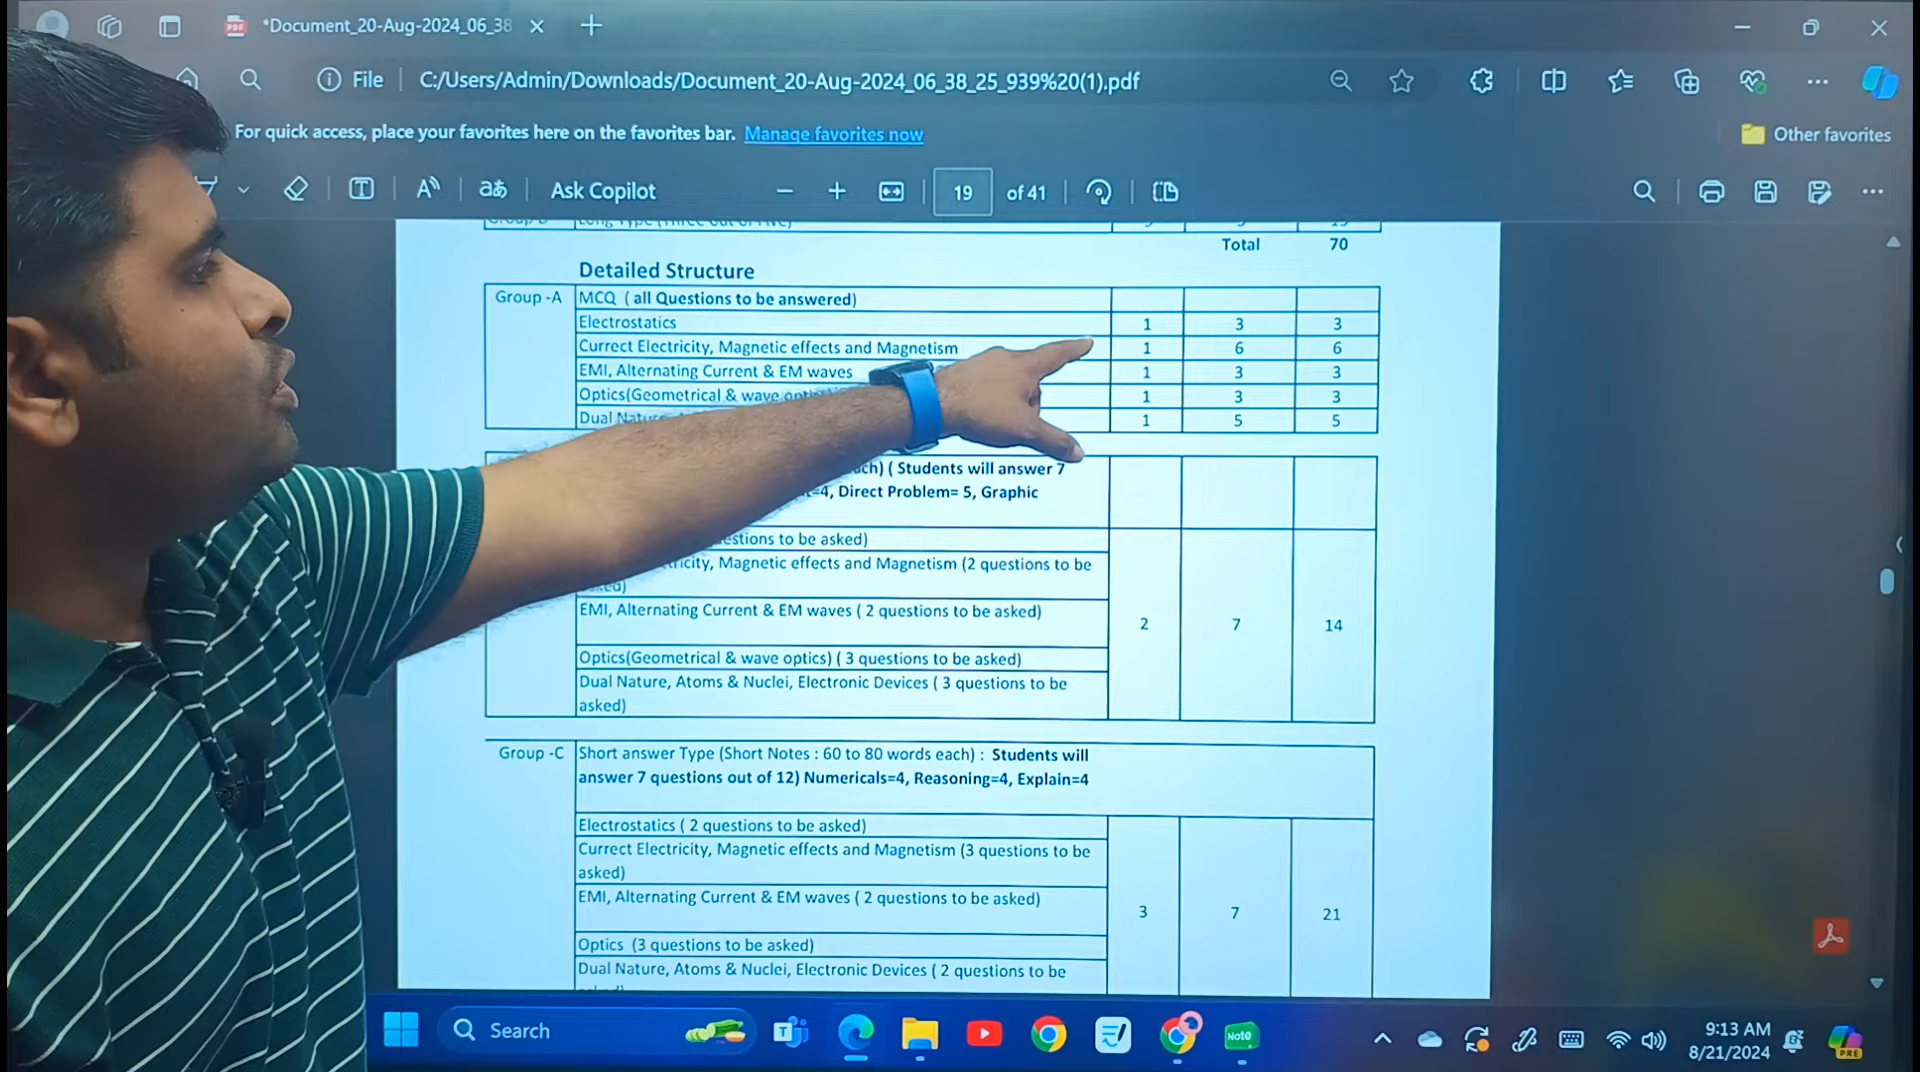 *Document_20-Aug-2024_06_38
File C:/Users/Admin/Downloads/Document_20-Aug-2024_06_38_25_939%20(1).pdf
For quick access, place your favorites here on the favorites bar. Manage favorites now
Other favorites
Ask Copilot
19 of 41
Total 70
Detailed Structure
Group -A MCQ ( all Questions to be answered)
Electrostatics 1 3 3
Currect Electricity, Magnetic effects and Magnetism 1 6 6
EMI, Alternating Current & EM waves 1 3 3
Optics(Geometrical & wave 1 3 3
Dual 1 5 5
( Students will answer 7
=4, Direct Problem= 5, Graphic
to be asked)
Magnetic effects and Magnetism (2 questions to be
EMI, Alternating Current & EM waves ( 2 questions to be asked)
2 7 14
Optics(Geometrical & wave optics) ( 3 questions to be asked)
Dual Nature, Atoms & Nuclei, Electronic Devices ( 3 questions to be
asked)
Group -C Short answer Type (Short Notes : 60 to 80 words each) : Students will
answer 7 questions out of 12) Numericals=4, Reasoning=4, Explain=4
Electrostatics ( 2 questions to be asked)
Currect Electricity, Magnetic effects and Magnetism (3 questions to be
asked)
EMI, Alternating Current & EM waves ( 2 questions to be asked)
3 7 21
Optics (3 questions to be asked)
Dual Nature, Atoms & Nuclei, Electronic Devices ( 2 questions to be
Search
Note
9:13 AM
8/21/2024
PRE